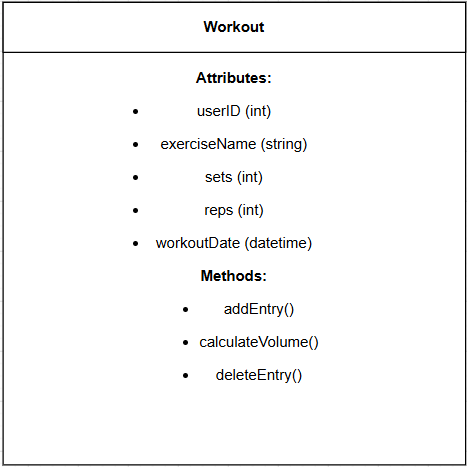 Workout
Attributes:
userID (int)
exerciseName (string)
sets (int)
reps (int)
workoutDate (datetime)
Methods:
addEntry()
calculateVolume()
deleteEntry()